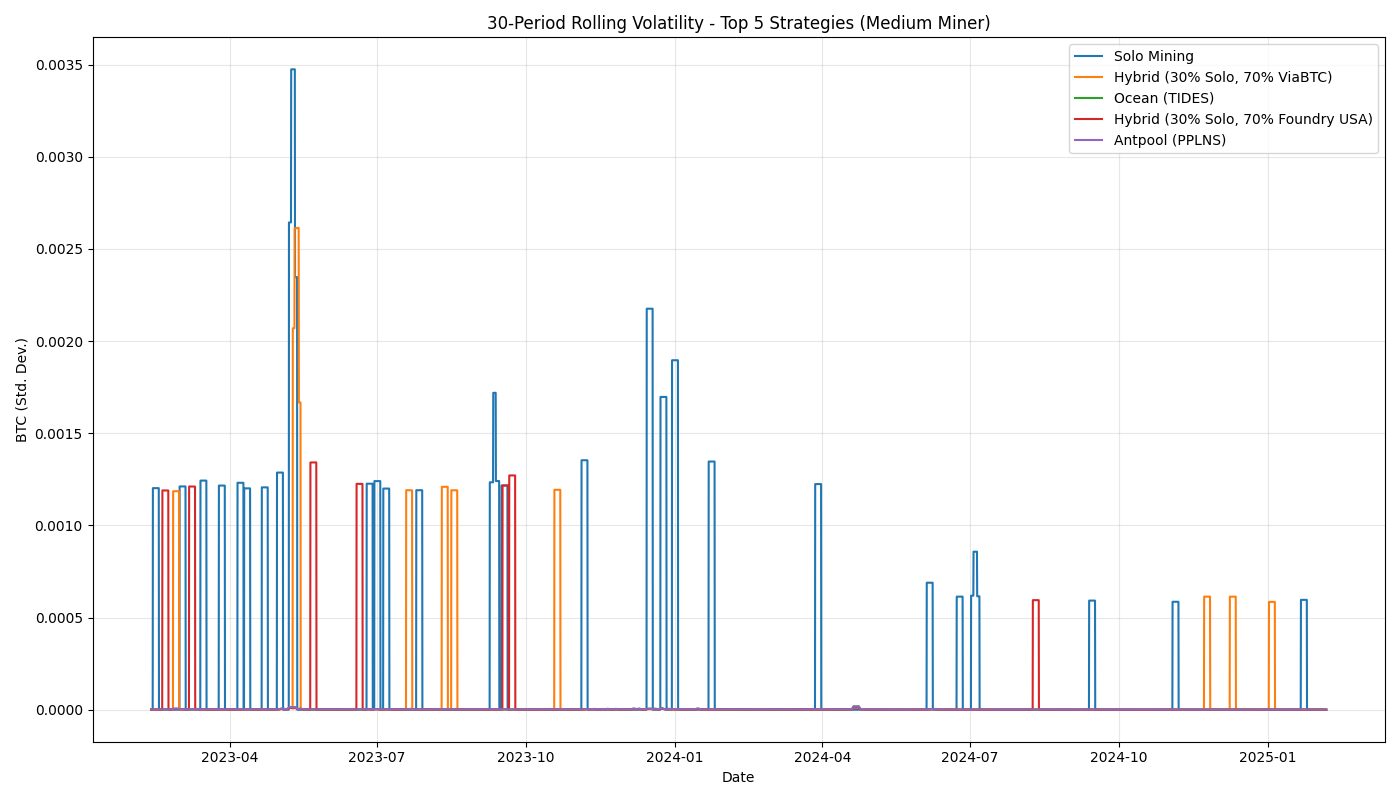 30-Period Rolling Volatility - Top 5 Strategies (Medium Miner)
Solo Mining
Hybrid (30% Solo, 70% ViaBTC)
Ocean (TIDES)
Hybrid (30% Solo, 70% Foundry USA)
Antpool (PPLNS)
BTC (Std. Dev.)
0.0035
0.0030
0.0025
0.0020
0.0015
0.0010
0.0005
0.0000
2023-04 2023-07 2023-10 2024-01 2024-04 2024-07 2024-10 2025-01
Date